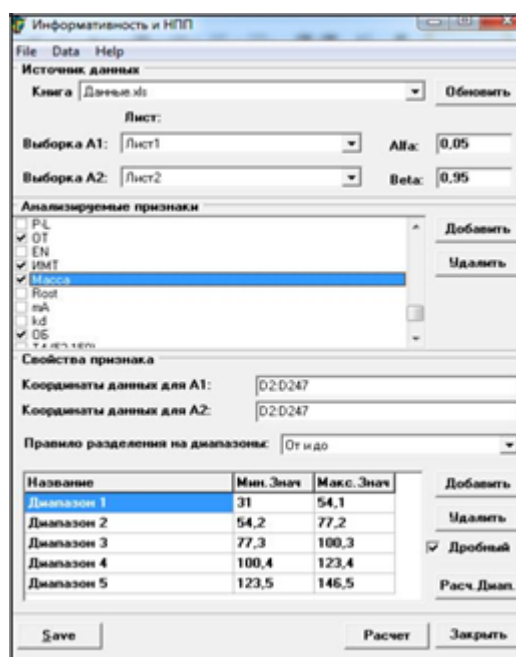 Информативность и НПП
File Data Help
Источник данных
Книга Данные.xls Обновить
Лист:
Выборка А1: Лист1 Alfa: 0,05
Выборка А2: Лист2 Beta: 0,95
Анализируемые признаки
P-L Добавить
ОТ
EN
ИМТ Удалить
Масса
Rost
mA
kd
ОБ
Свойства признака
Координаты данных для А1: D2:D247
Координаты данных для А2: D2:D247
Правило разделения на диапазоны: От и до
Название Мин. Знач Макс. Знач Добавить
Диапазон 1 31 54,1
Диапазон 2 54,2 77,2 Удалить
Диапазон 3 77,3 100,3 Дробный
Диапазон 4 100,4 123,4
Диапазон 5 123,5 146,5 Расч. Диап.
Save Расчет Закрыть